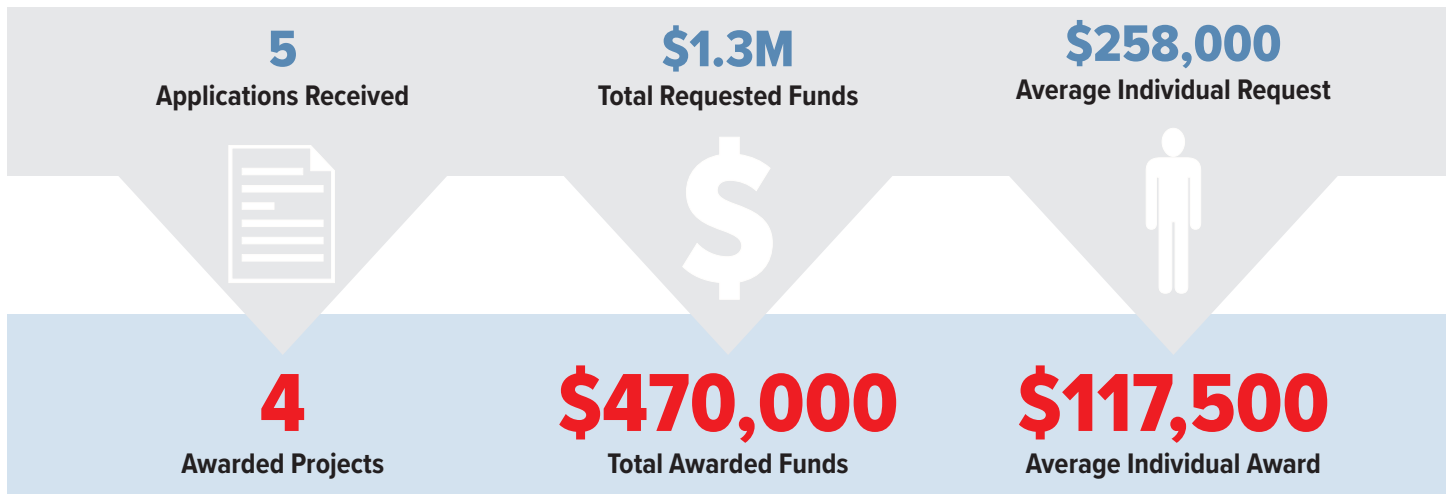 5
Applications Received
$1.3M
Total Requested Funds
$258,000
Average Individual Request
4
Awarded Projects
$470,000
Total Awarded Funds
$117,500
Average Individual Award